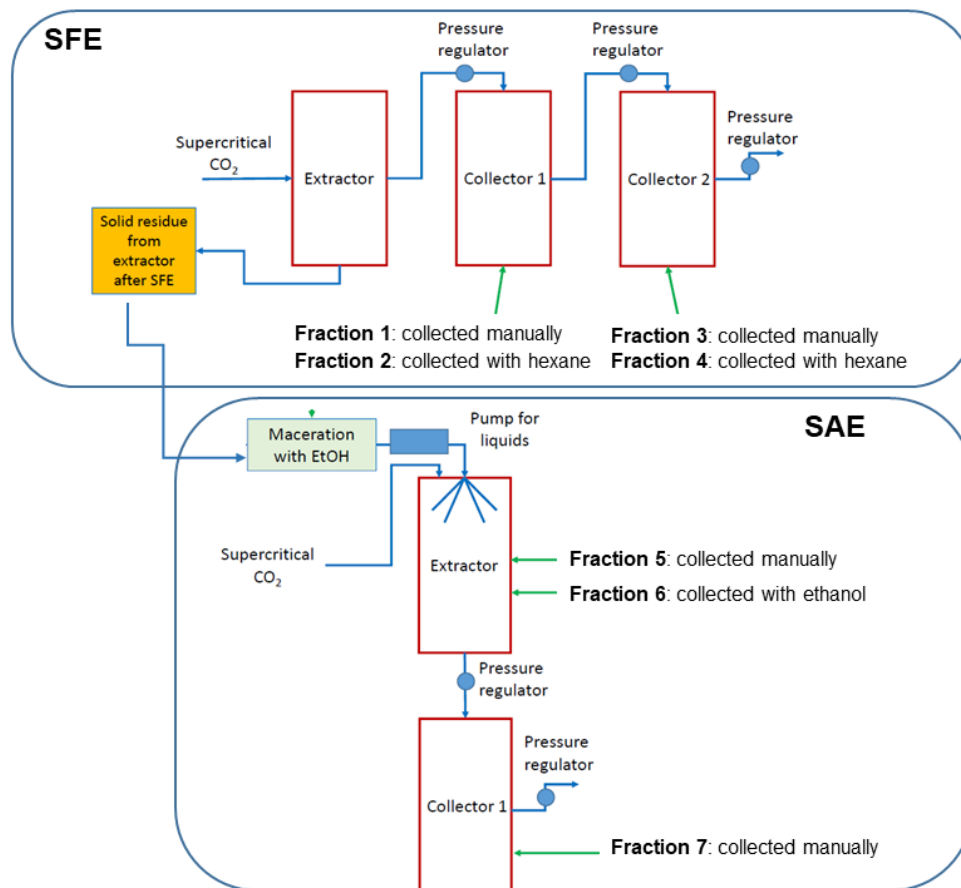 SFE
Pressure
regulator
Pressure
regulator
Pressure
regulator
Supercritical
CO₂
Extractor
Collector 1
Collector 2
Solid residue
from
extractor
after SFE
Fraction 1: collected manually
Fraction 2: collected with hexane
Fraction 3: collected manually
Fraction 4: collected with hexane
SAE
Maceration
with EtOH
Pump for
liquids
Supercritical
CO₂
Extractor
Fraction 5: collected manually
Fraction 6: collected with ethanol
Pressure
regulator
Pressure
regulator
Collector 1
Fraction 7: collected manually